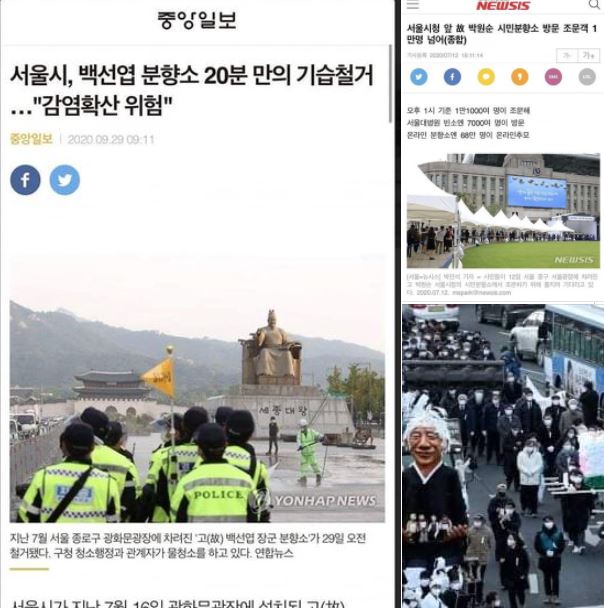 중앙일보
서울시, 백선엽 분향소 20분 만의 기습철거
…"감염확산 위험"
중앙일보 | 2020.09.29 09:11
세종대왕
POLICE
YONHAP NEWS
지난 7월 서울 종로구 광화문광장에 차려진 '고(故) 백선엽 장군 분향소'가 29일 오전
철거됐다. 구청 청소행정과 관계자가 물청소를 하고 있다. 연합뉴스
서울시가 지난 7월 16일 광화문광장에 설치된 고(故)
NEWSIS
서울시청 앞 故 박원순 시민분향소 방문 조문객 1
만명 넘어(종합)
기사등록 2020/07/12 15:11:14
가- 가+
SNS
URL
오후 1시 기준 1만1000여 명이 조문해
서울대병원 빈소엔 7000여 명이 방문
온라인 분향소엔 68만 명이 온라인추모
NEWSIS
[서울=뉴시스] 박민석 기자 = 시민들이 12일 서울 중구 서울광장에 차려진
고 박원순 서울시장의 시민분향소에서 조문하기 위해 줄지어 기다리고 있
다. 2020.07.12. mspark@newsis.com